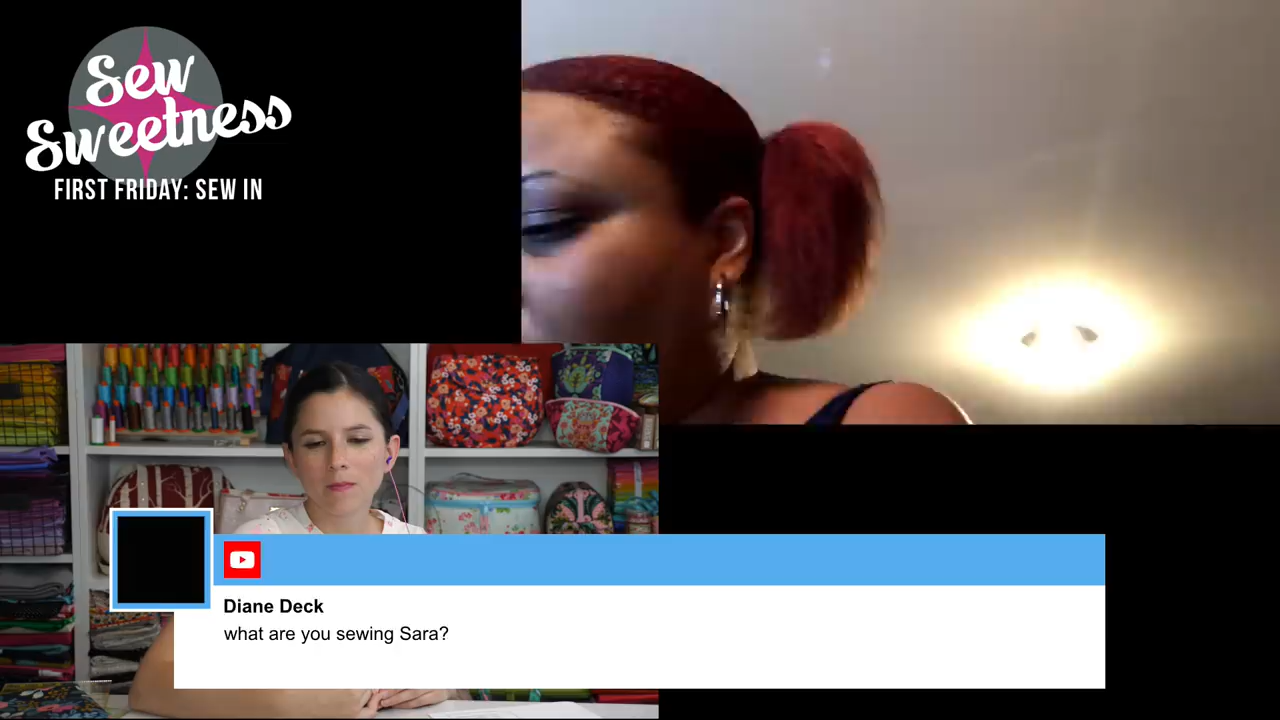 Sew
Sweetness
FIRST FRIDAY: SEW IN
Diane Deck
what are you sewing Sara?